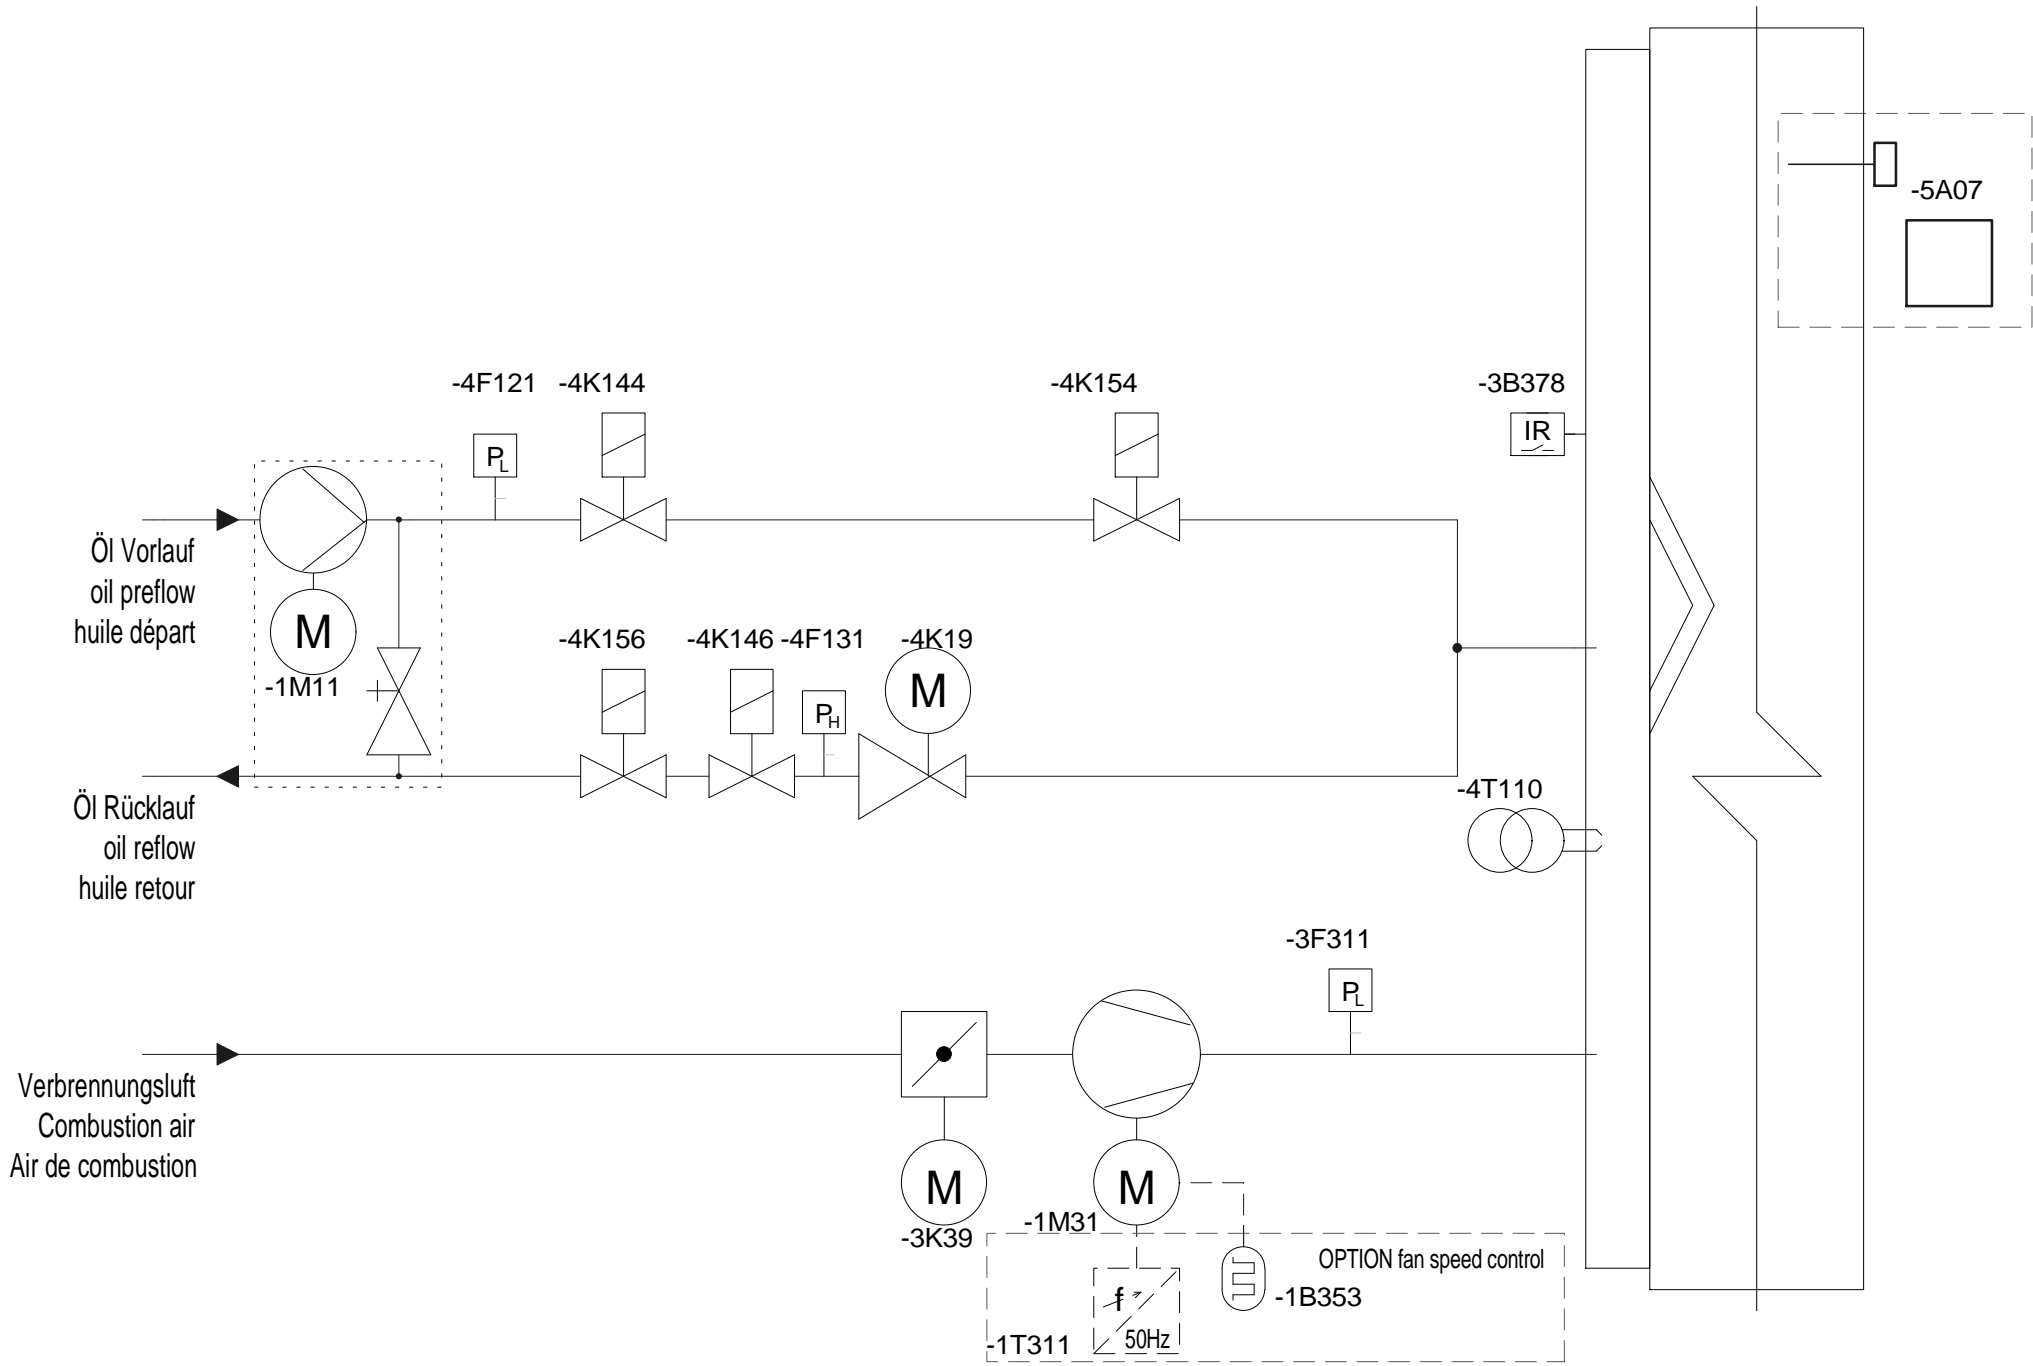 -5A07
-4F121
-4K144
-4K154
-3B378
P
L
IR
Öl Vorlauf
oil preflow
huile départ
M
-1M11
-4K156
-4K146
-4F131
-4K19
M
P
H
Öl Rücklauf
oil reflow
huile retour
-4T110
-3F311
P
L
Verbrennungsluft
Combustion air
Air de combustion
M
-3K39
M
-1M31
OPTION fan speed control
-1B353
f
50Hz
-1T311